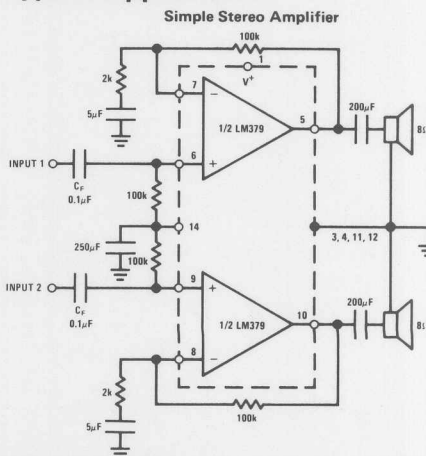 Simple Stereo Amplifier
100k
1
V+
2k
7
−
5μF
1/2 LM379
5
200μF
8Ω
INPUT 1
6
+
CF
0.1μF
100k
14
3, 4, 11, 12
250μF
100k
INPUT 2
9
+
CF
0.1μF
1/2 LM379
10
200μF
8Ω
8
−
2k
5μF
100k